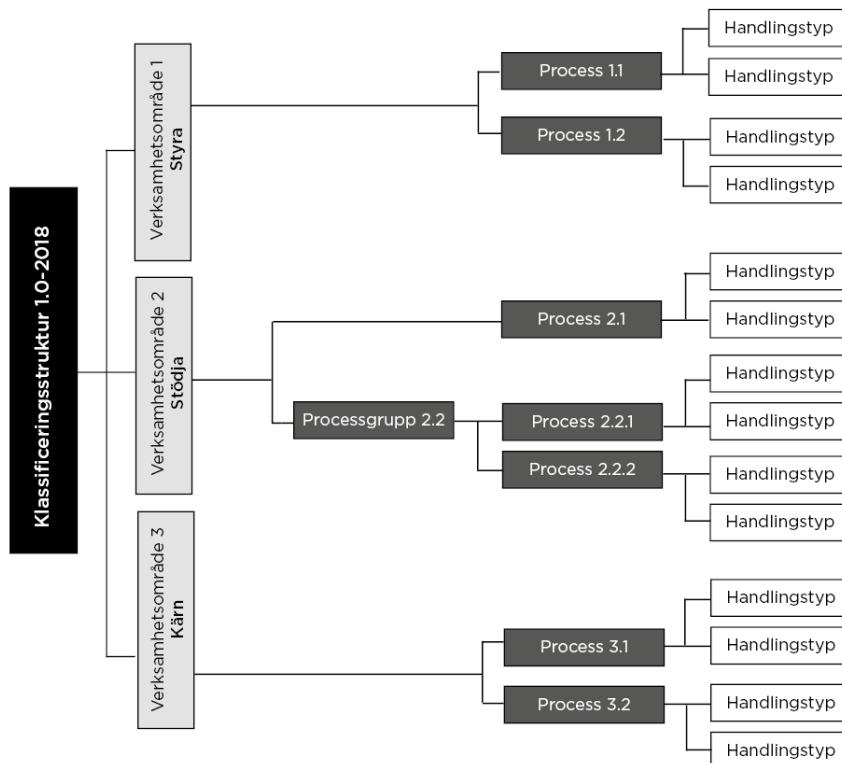 Klassificeringsstruktur 1.0-2018
Verksamhetsområde 1
Styra
Process 1.1
Handlingstyp
Handlingstyp
Process 1.2
Handlingstyp
Handlingstyp
Verksamhetsområde 2
Stödja
Process 2.1
Handlingstyp
Handlingstyp
Processgrupp 2.2
Process 2.2.1
Handlingstyp
Handlingstyp
Process 2.2.2
Handlingstyp
Handlingstyp
Verksamhetsområde 3
Kärn
Process 3.1
Handlingstyp
Handlingstyp
Process 3.2
Handlingstyp
Handlingstyp